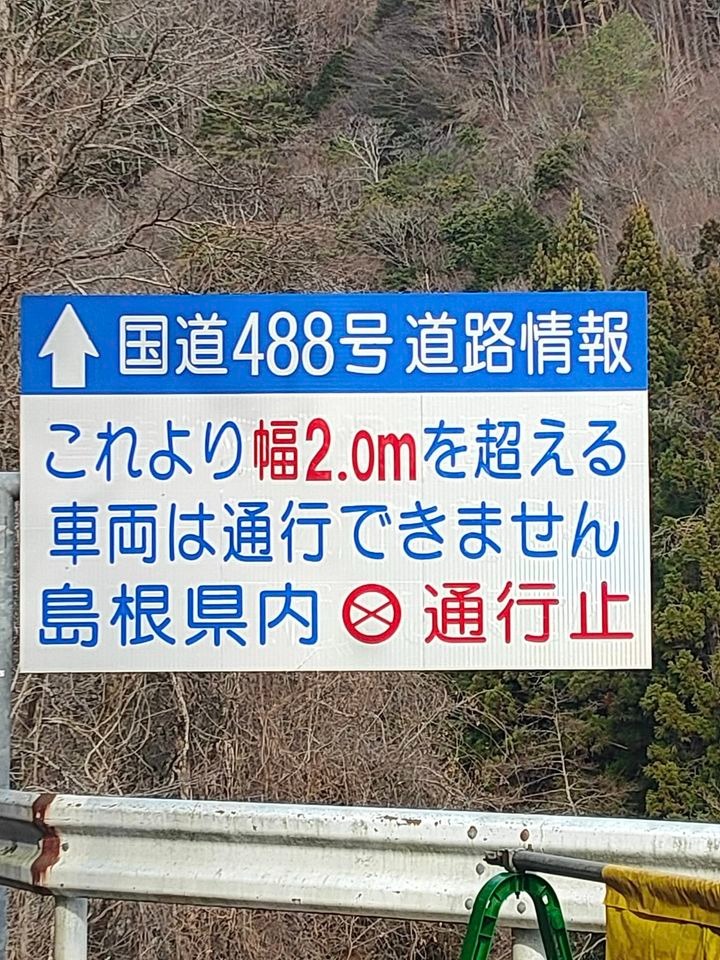 国道488号 道路情報
これより幅2.0mを超える
車両は通行できません
島根県内 通行止